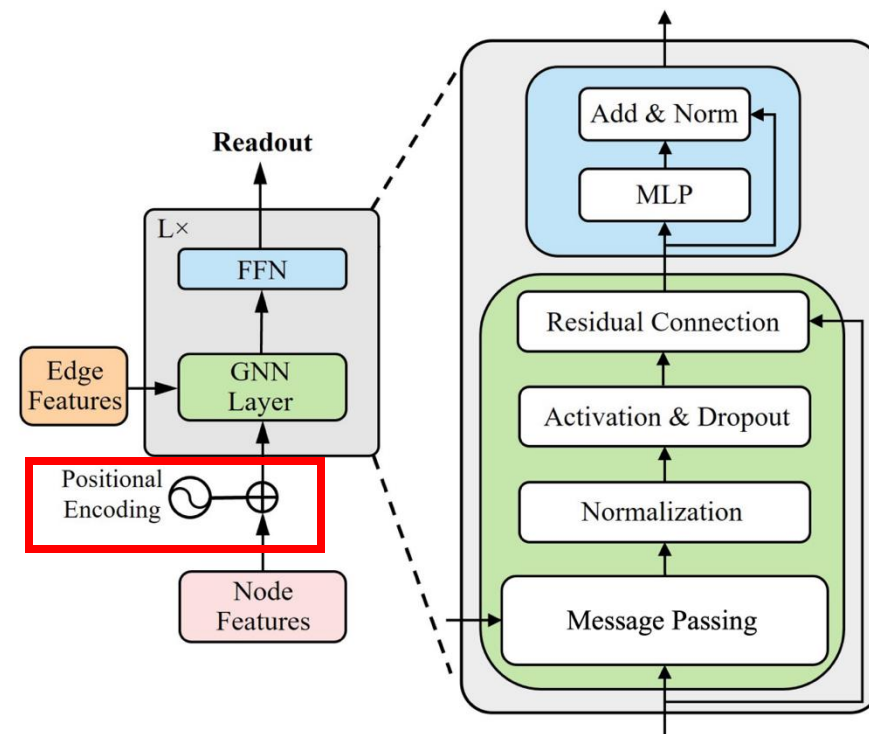 Readout
L×
FFN
GNN
Layer
Edge
Features
Positional
Encoding
Node
Features
Add & Norm
MLP
Residual Connection
Activation & Dropout
Normalization
Message Passing